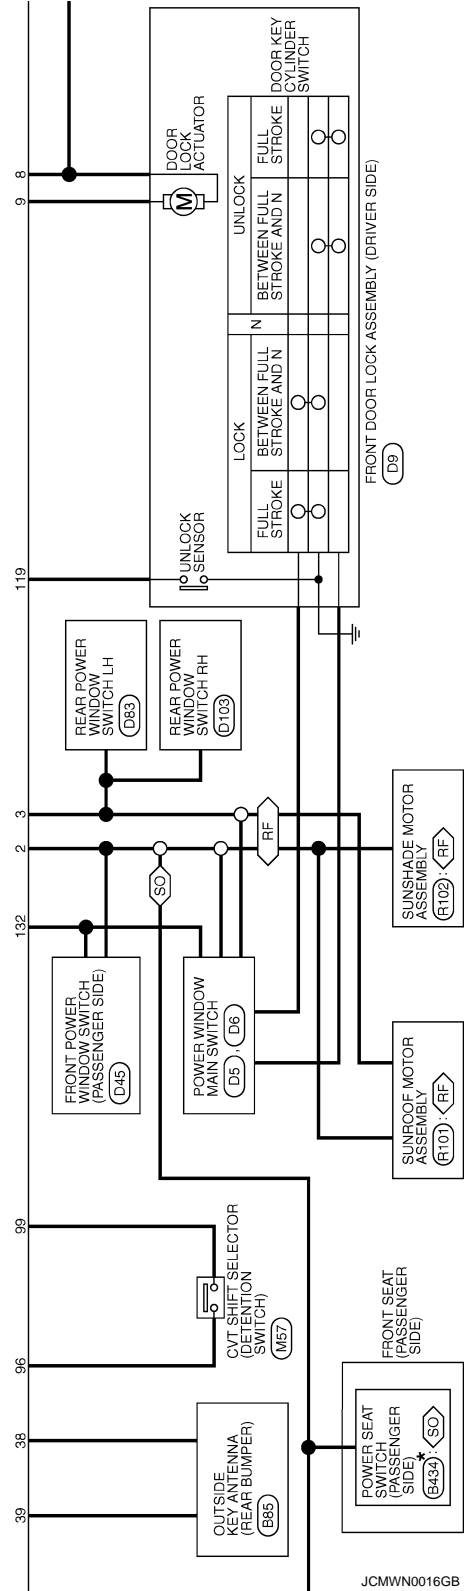 8
9
119
3
2
132
99
96
38
39
DOOR
LOCK
ACTUATOR
M
DOOR KEY
CYLINDER
SWITCH
UNLOCK
FULL
STROKE
BETWEEN FULL
STROKE AND N
N
LOCK
BETWEEN FULL
STROKE AND N
FULL
STROKE
UNLOCK
SENSOR
FRONT DOOR LOCK ASSEMBLY (DRIVER SIDE)
D9
REAR POWER
WINDOW
SWITCH LH
D83
REAR POWER
WINDOW
SWITCH RH
D103
RF
SO
FRONT POWER
WINDOW SWITCH
(PASSENGER SIDE)
D45
POWER WINDOW
MAIN SWITCH
D5 , D6
SUNSHADE MOTOR
ASSEMBLY
R102 : RF
SUNROOF MOTOR
ASSEMBLY
R101 : RF
CVT SHIFT SELECTOR
(DETENTION
SWITCH)
M57
OUTSIDE
KEY ANTENNA
(REAR BUMPER)
B85
FRONT SEAT
(PASSENGER
SIDE)
POWER SEAT
SWITCH
(PASSENGER
SIDE)
B434 * : SO
JCMWN0016GB